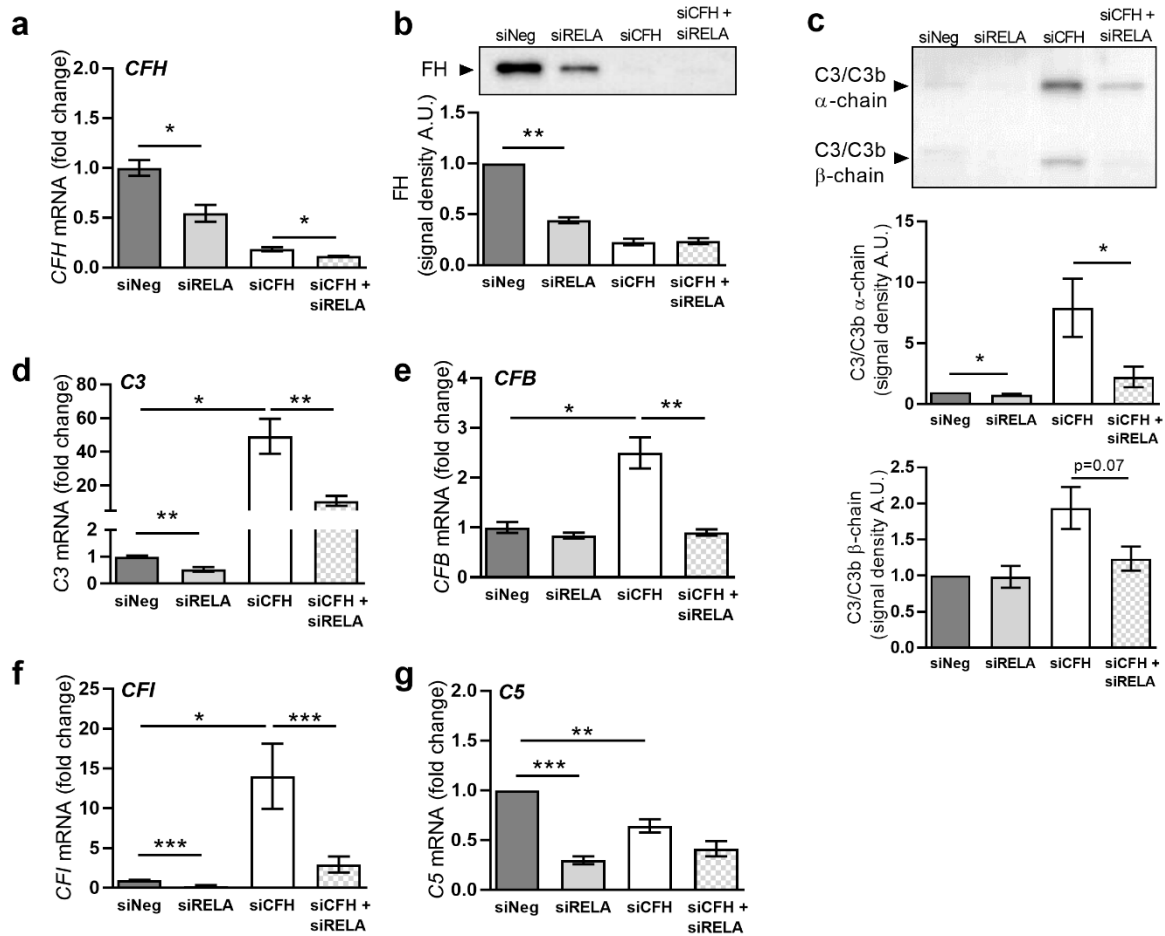 a
CFH
CFH mRNA (fold change)
2.0
1.5
1.0
0.5
0.0
*
*
siNeg
siRELA
siCFH
siCFH +
siRELA
b
siNeg
siRELA
siCFH
siCFH +
siRELA
FH
FH
(signal density A.U.)
1.5
1.0
0.5
0.0
**
siNeg
siRELA
siCFH
siCFH +
siRELA
c
siNeg
siRELA
siCFH
siCFH +
siRELA
C3/C3b
α-chain
C3/C3b
β-chain
C3/C3b α-chain
(signal density A.U.)
15
10
5
0
*
*
siNeg
siRELA
siCFH
siCFH +
siRELA
C3/C3b β-chain
(signal density A.U.)
2.5
2.0
1.5
1.0
0.5
0.0
p=0.07
siNeg
siRELA
siCFH
siCFH +
siRELA
d
C3
C3 mRNA (fold change)
80
60
40
20
2
1
0
*
**
**
siNeg
siRELA
siCFH
siCFH +
siRELA
e
CFB
CFB mRNA (fold change)
4
3
2
1
0
*
**
siNeg
siRELA
siCFH
siCFH +
siRELA
f
CFI
CFI mRNA (fold change)
25
20
15
10
5
0
*
***
***
siNeg
siRELA
siCFH
siCFH +
siRELA
g
C5
C5 mRNA (fold change)
2.0
1.5
1.0
0.5
0.0
**
***
siNeg
siRELA
siCFH
siCFH +
siRELA